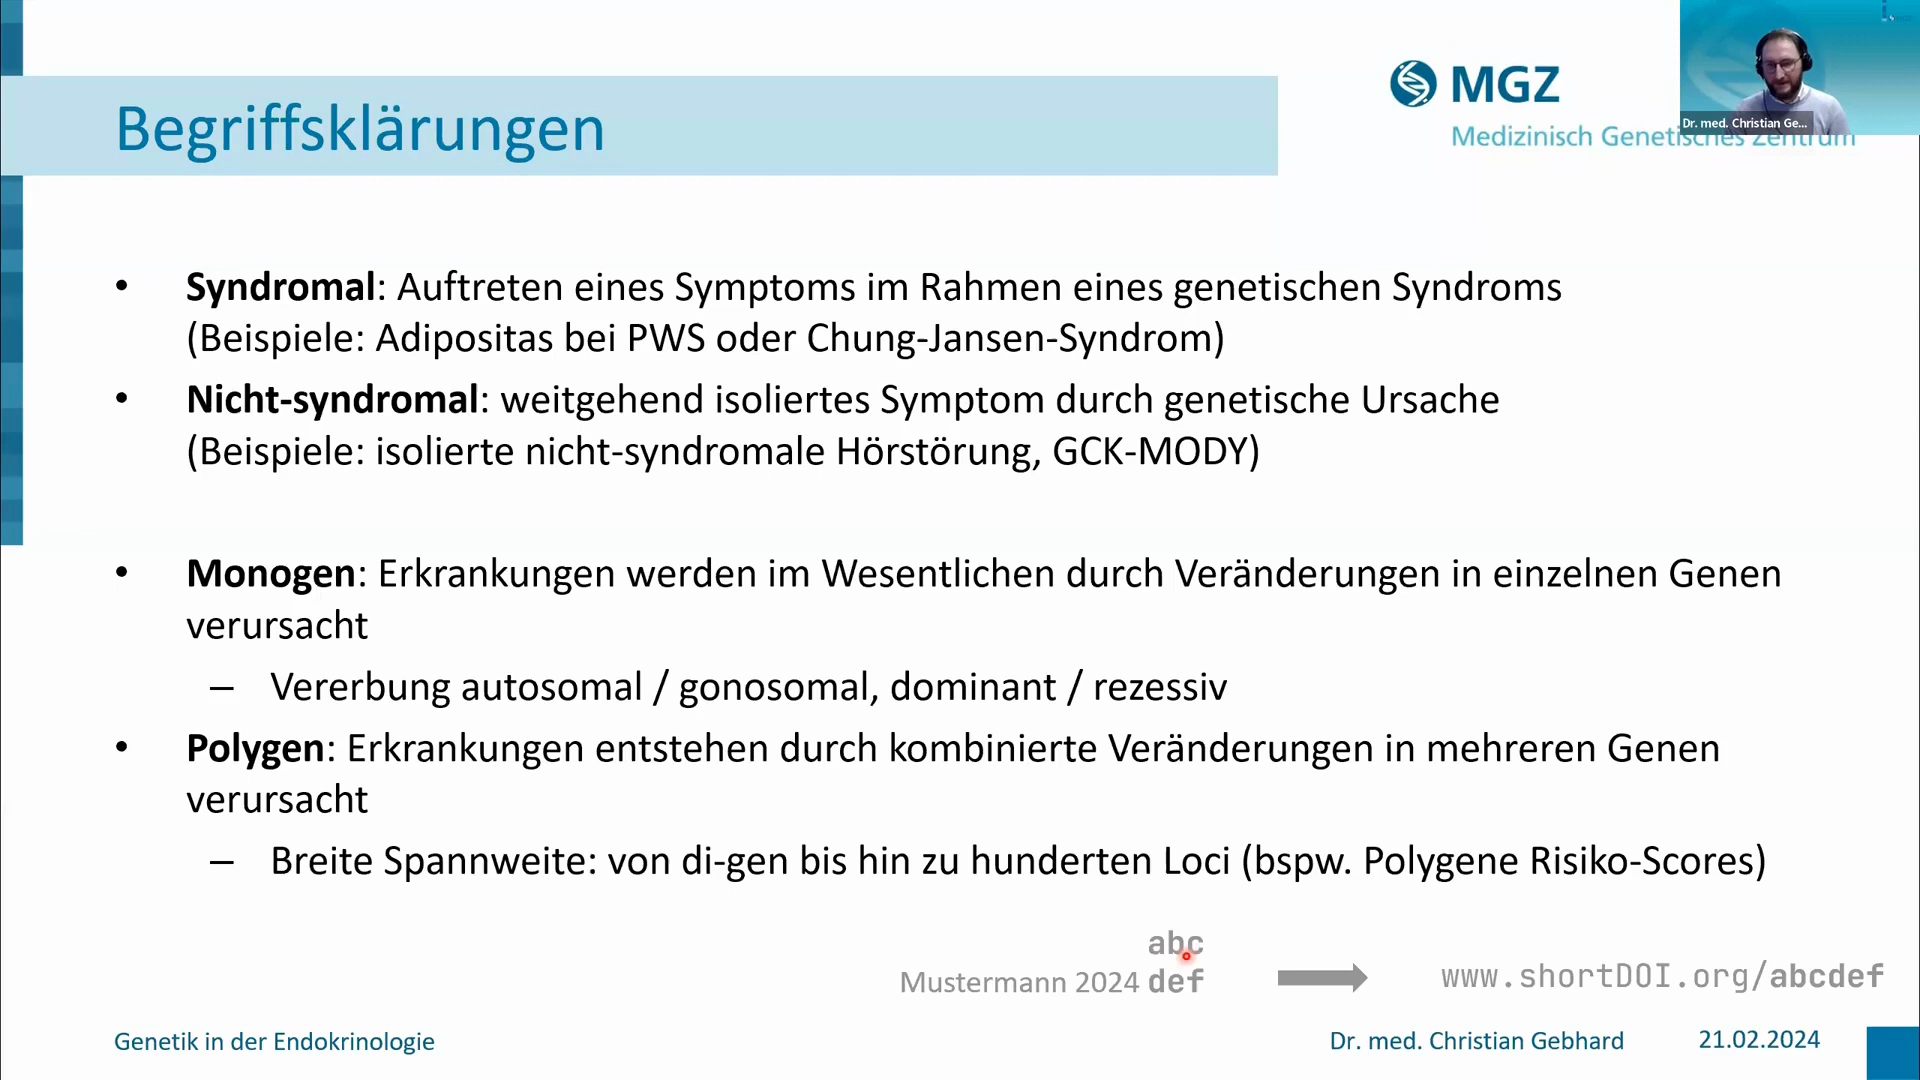 Begriffsklärungen
MGZ
Medizinisch Genetisches Zentrum
Dr. med. Christian Ge...
• Syndromal: Auftreten eines Symptoms im Rahmen eines genetischen Syndroms
(Beispiele: Adipositas bei PWS oder Chung-Jansen-Syndrom)
• Nicht-syndromal: weitgehend isoliertes Symptom durch genetische Ursache
(Beispiele: isolierte nicht-syndromale Hörstörung, GCK-MODY)
• Monogen: Erkrankungen werden im Wesentlichen durch Veränderungen in einzelnen Genen
verursacht
– Vererbung autosomal / gonosomal, dominant / rezessiv
• Polygen: Erkrankungen entstehen durch kombinierte Veränderungen in mehreren Genen
verursacht
– Breite Spannweite: von di-gen bis hin zu hunderten Loci (bspw. Polygene Risiko-Scores)
abc
Mustermann 2024 def
www.shortDOI.org/abcdef
Genetik in der Endokrinologie
Dr. med. Christian Gebhard
21.02.2024